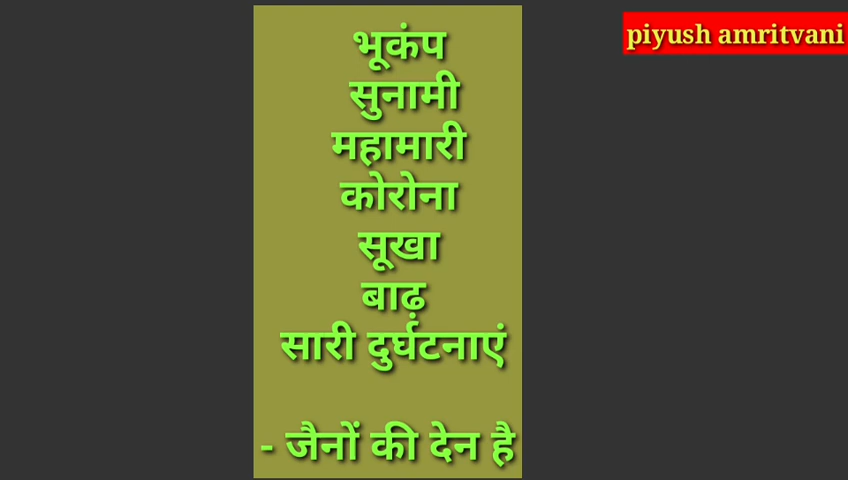 piyush amritvani
भूकंप
सुनामी
महामारी
कोरोना
सूखा
बाढ़
सारी दुर्घटनाएं
- जैनों की देन है